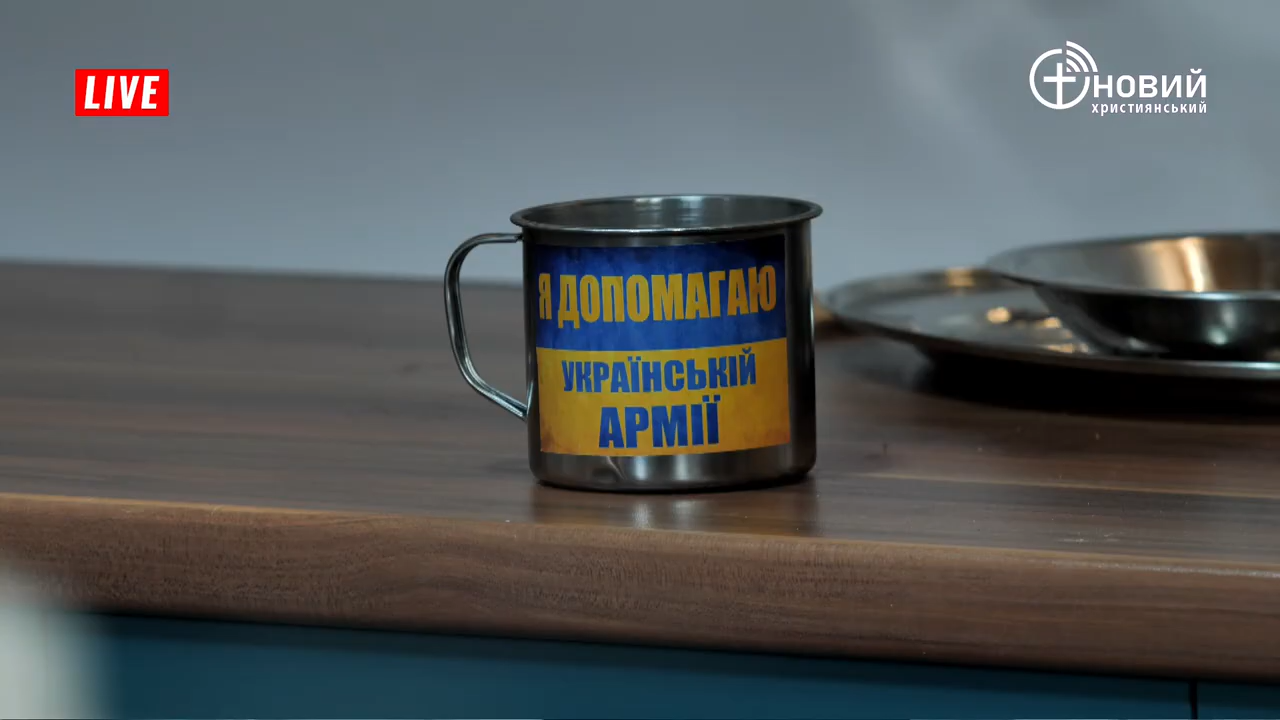 LIVE
НОВИЙ
християнський
Я ДОПОМАГАЮ
УКРАЇНСЬКІЙ
АРМІЇ